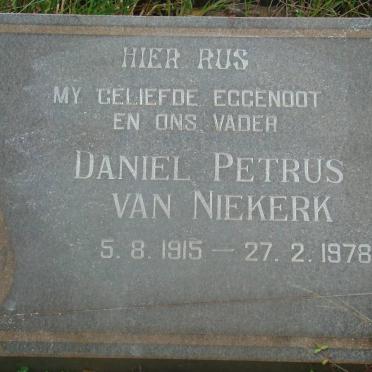 HIER RUS
MY GELIEFDE EGGENOOT
EN ONS VADER
DANIEL PETRUS
VAN NIEKERK
5. 8. 1915 — 27. 2. 1978